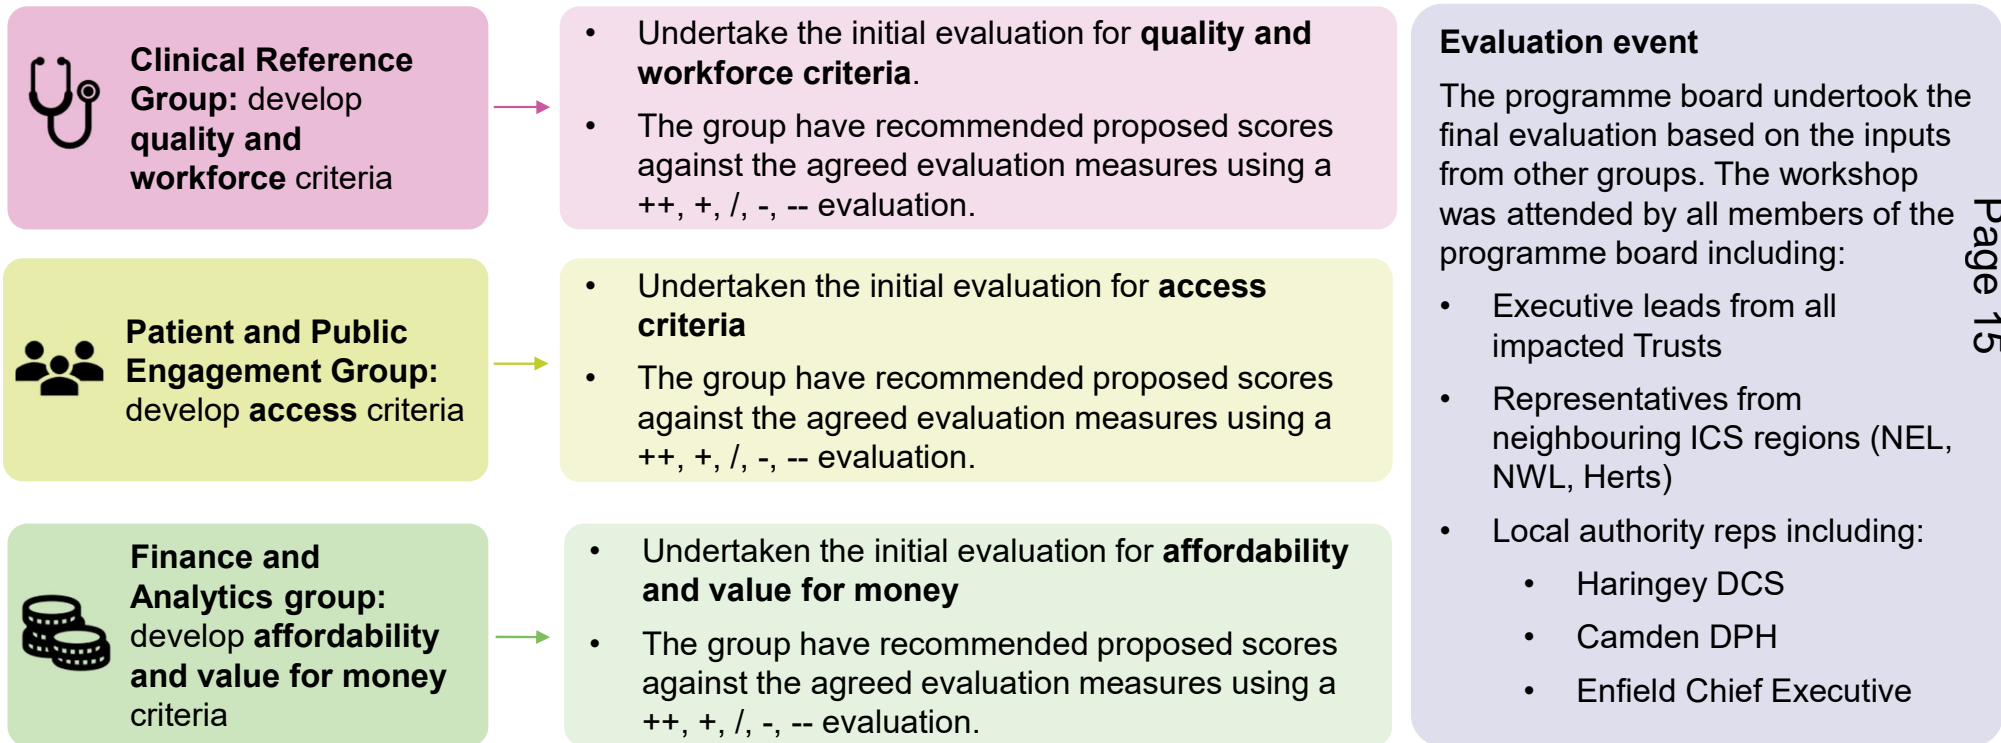 Clinical Reference
Group: develop
quality and
workforce criteria
• Undertake the initial evaluation for quality and
workforce criteria.
• The group have recommended proposed scores
against the agreed evaluation measures using a
++, +, /, -, -- evaluation.
Patient and Public
Engagement Group:
develop access criteria
• Undertaken the initial evaluation for access
criteria
• The group have recommended proposed scores
against the agreed evaluation measures using a
++, +, /, -, -- evaluation.
Finance and
Analytics group:
develop affordability
and value for money
criteria
• Undertaken the initial evaluation for affordability
and value for money
• The group have recommended proposed scores
against the agreed evaluation measures using a
++, +, /, -, -- evaluation.
Evaluation event
The programme board undertook the
final evaluation based on the inputs
from other groups. The workshop
was attended by all members of the
programme board including:
• Executive leads from all
impacted Trusts
• Representatives from
neighbouring ICS regions (NEL,
NWL, Herts)
• Local authority reps including:
• Haringey DCS
• Camden DPH
• Enfield Chief Executive
Page 15